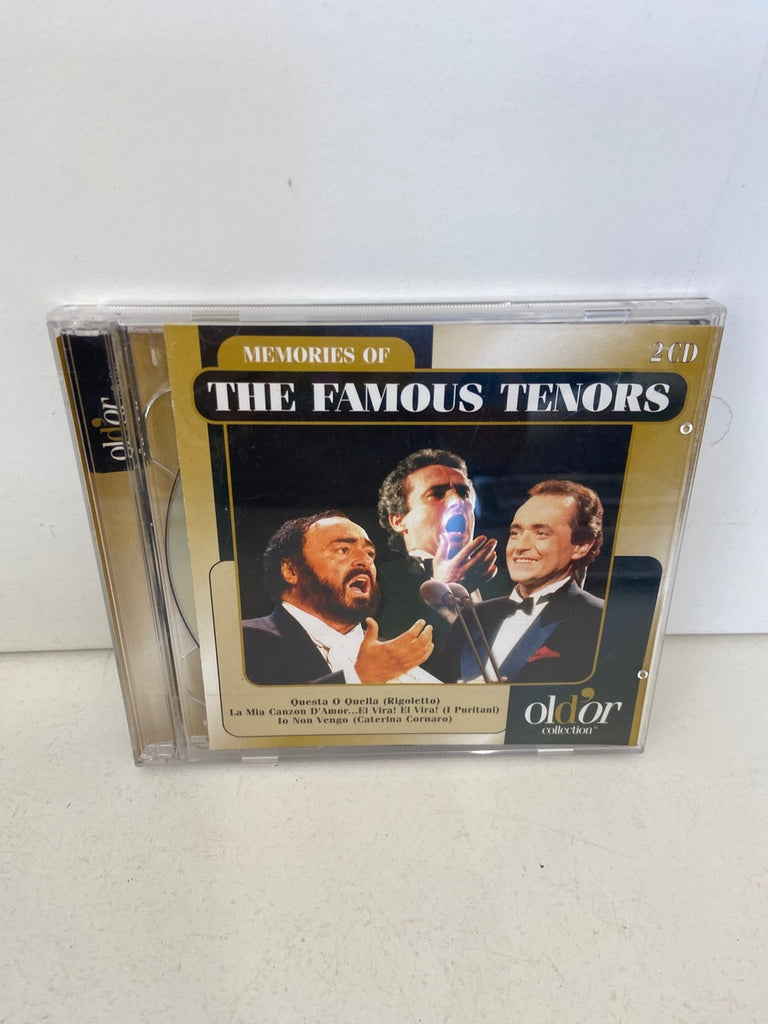 MEMORIES OF
2 CD
THE FAMOUS TENORS
old'or
Questa O Quella (Rigoletto)
La Mia Canzon D'Amor...El Vira! El Vira! (I Puritani)
Io Non Vengo (Caterina Cornaro)
old'or
collection